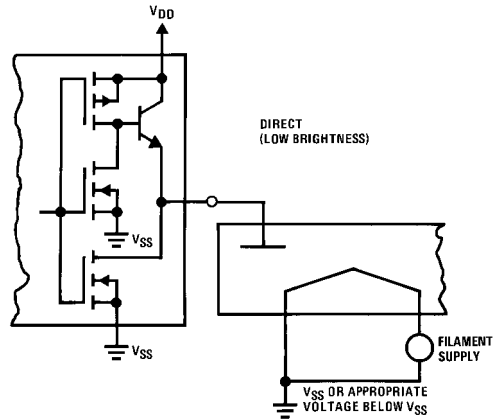 VDD
DIRECT
(LOW BRIGHTNESS)
VSS
VSS
FILAMENT
SUPPLY
VSS OR APPROPRIATE
VOLTAGE BELOW VSS